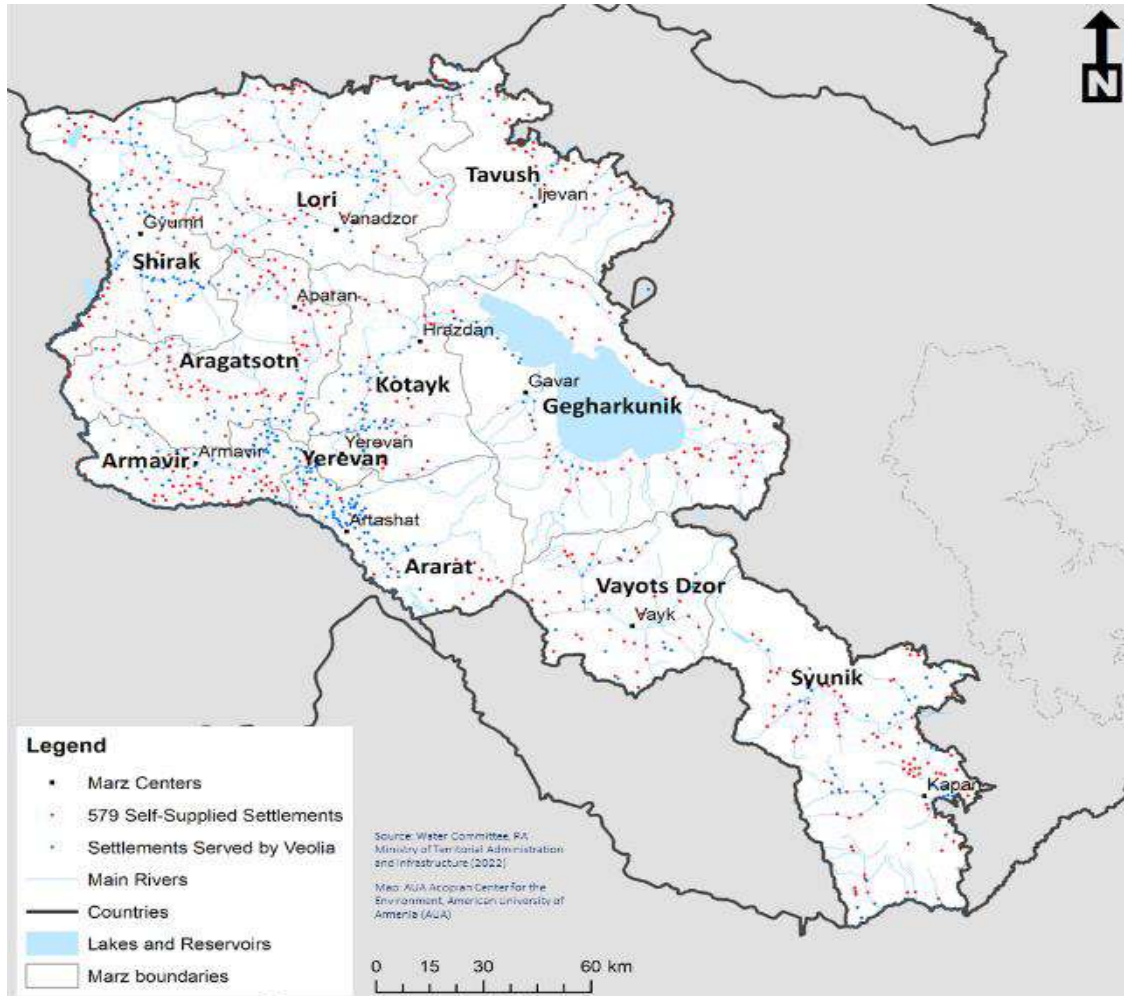 N
Tavush
Ijevan
Lori
Vanadzor
Gyumri
Shirak
Aparan
Hrazdan
Aragatsotn
Kotayk
Gavar
Gegharkunik
Armavir
Armavir
Yerevan
Yerevan
Artashat
Ararat
Vayots Dzor
Vayk
Syunik
Kapan
Legend
Marz Centers
579 Self-Supplied Settlements
Settlements Served by Veolia
Main Rivers
Countries
Lakes and Reservoirs
Marz boundaries
Source: Water Committee, RA
Ministry of Territorial Administration
and Infrastructure (2022)
Map: AUA Acopian Center for the
Environment, American University of
Armenia (AUA)
0 15 30 60 km